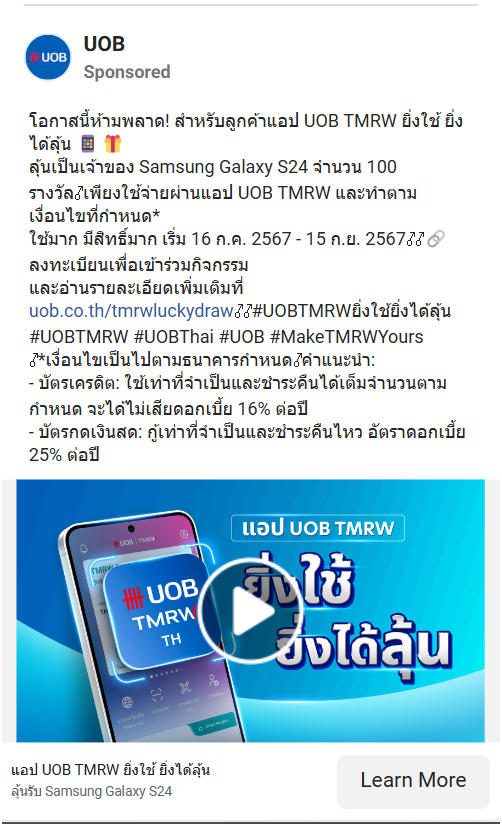 UOB
UOB
Sponsored
โอกาสนี้ห้ามพลาด! สำหรับลูกค้าแอป UOB TMRW ยิ่งใช้ ยิ่ง
ได้ลุ้น 📱 🎁
ลุ้นเป็นเจ้าของ Samsung Galaxy S24 จำนวน 100
รางวัล⤦เพียงใช้จ่ายผ่านแอป UOB TMRW และทำตาม
เงื่อนไขที่กำหนด*
ใช้มาก มีสิทธิ์มาก เริ่ม 16 ก.ค. 2567 - 15 ก.ย. 2567⤦⤦🔗
ลงทะเบียนเพื่อเข้าร่วมกิจกรรม
และอ่านรายละเอียดเพิ่มเติมที่
uob.co.th/tmrwluckydraw⤦⤦#UOBTMRWยิ่งใช้ยิ่งได้ลุ้น
#UOBTMRW #UOBThai #UOB #MakeTMRWYours
⤦*เงื่อนไขเป็นไปตามธนาคารกำหนด⤦คำแนะนำ:
- บัตรเครดิต: ใช้เท่าที่จำเป็นและชำระคืนได้เต็มจำนวนตาม
กำหนด จะได้ไม่เสียดอกเบี้ย 16% ต่อปี
- บัตรกดเงินสด: กู้เท่าที่จำเป็นและชำระคืนไหว อัตราดอกเบี้ย
25% ต่อปี
แอป UOB TMRW
UOB TMRW
UOB
TMRW
TH
ยิ่งใช้
ยิ่งได้ลุ้น
แอป UOB TMRW ยิ่งใช้ ยิ่งได้ลุ้น
ลุ้นรับ Samsung Galaxy S24
Learn More